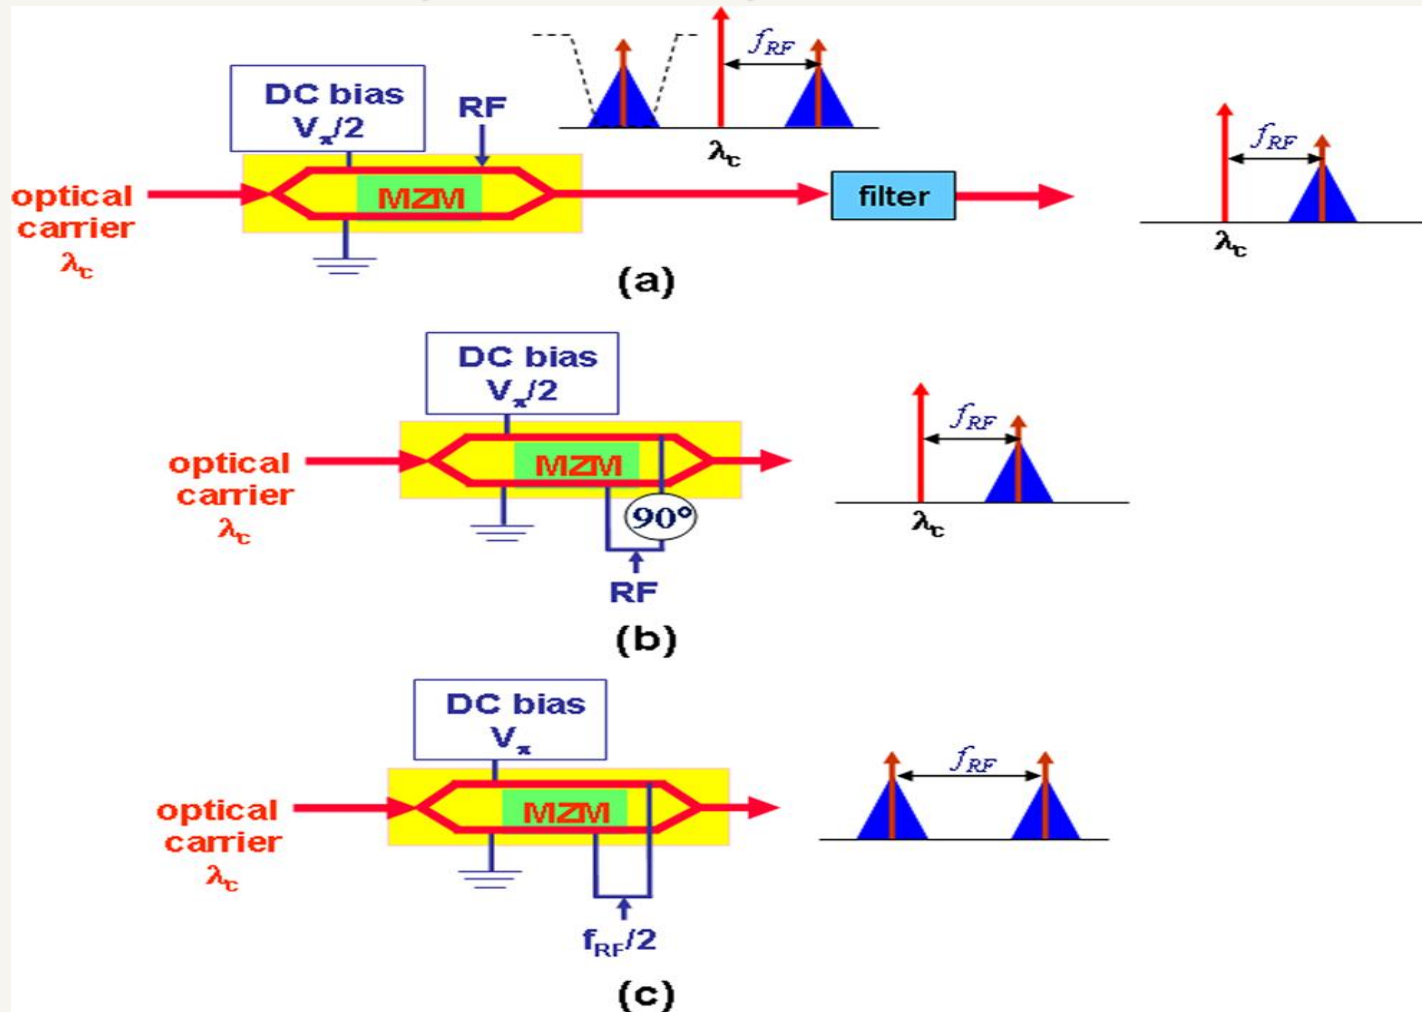 DC bias
Vπ/2
RF
fRF
λc
optical
carrier
λc
MZM
filter
fRF
λc
(a)
DC bias
Vπ/2
optical
carrier
λc
MZM
90°
RF
fRF
λc
(b)
DC bias
Vπ
optical
carrier
λc
MZM
fRF/2
fRF
(c)